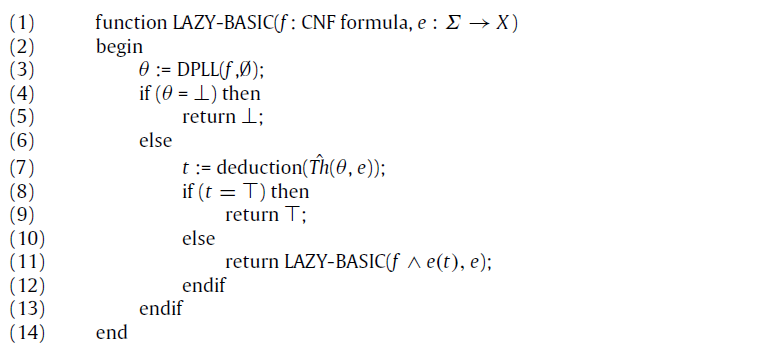 (1) function LAZY-BASIC(f : CNF formula, e : Σ → X)
(2) begin
(3) θ := DPLL(f,∅);
(4) if (θ = ⊥) then
(5) return ⊥;
(6) else
(7) t := deduction(T̂h(θ, e));
(8) if (t = ⊤) then
(9) return ⊤;
(10) else
(11) return LAZY-BASIC(f ∧ e(t), e);
(12) endif
(13) endif
(14) end